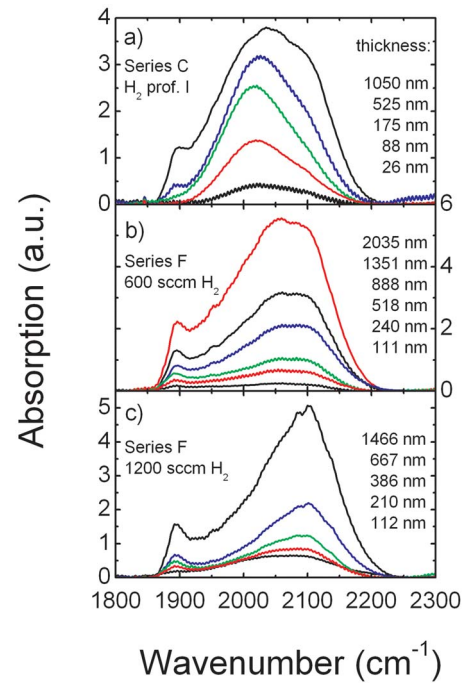 a)
Series C
H2 prof. I
thickness:
1050 nm
525 nm
175 nm
88 nm
26 nm
4
3
2
1
0
b)
Series F
600 sccm H2
2035 nm
1351 nm
888 nm
518 nm
240 nm
111 nm
6
4
2
0
c)
Series F
1200 sccm H2
1466 nm
667 nm
386 nm
210 nm
112 nm
5
4
3
2
1
0
1800 1900 2000 2100 2200 2300
Absorption (a.u.)
Wavenumber (cm-1)